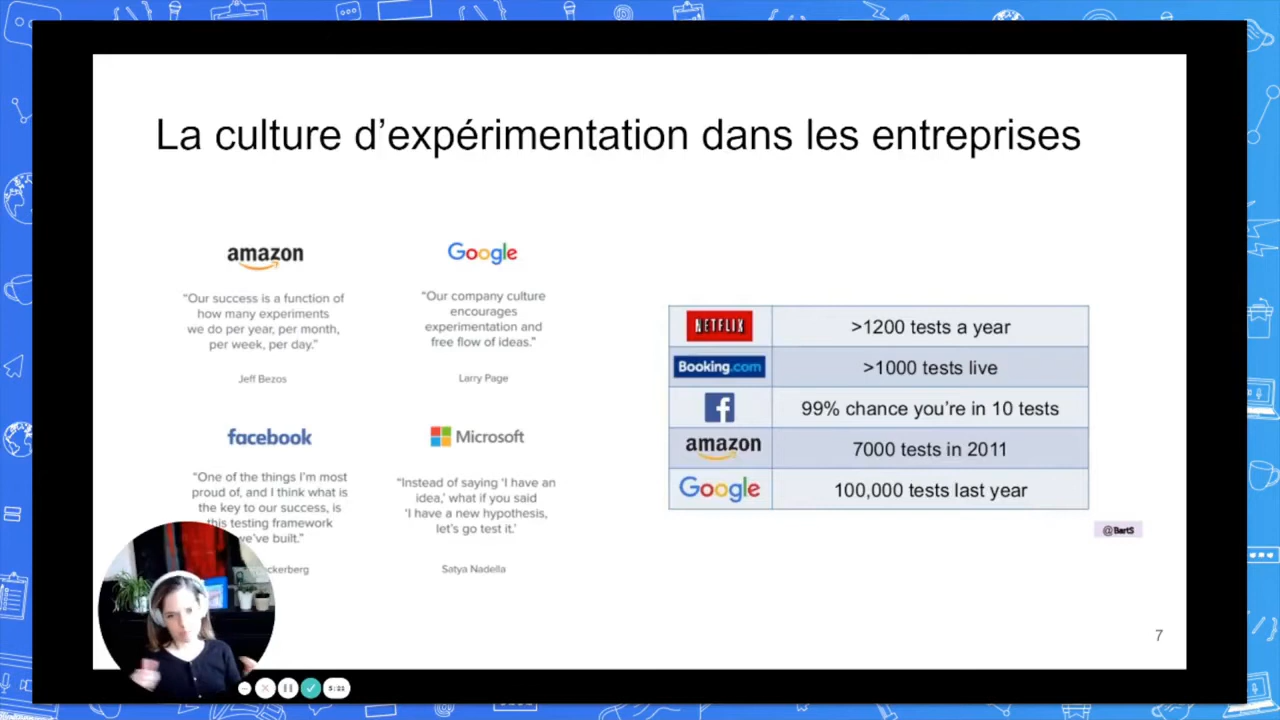 La culture d’expérimentation dans les entreprises
amazon
“Our success is a function of
how many experiments
we do per year, per month,
per week, per day.”
Jeff Bezos
Google
“Our company culture
encourages
experimentation and
free flow of ideas.”
Larry Page
facebook
“One of the things I’m most
proud of, and I think what is
the key to our success, is
this testing framework
we’ve built.”
Microsoft
“Instead of saying ‘I have an
idea,’ what if you said
‘I have a new hypothesis,
let’s go test it.’
Satya Nadella
NETFLIX >1200 tests a year
Booking.com >1000 tests live
f 99% chance you’re in 10 tests
amazon 7000 tests in 2011
Google 100,000 tests last year
@BartS
7
5:21